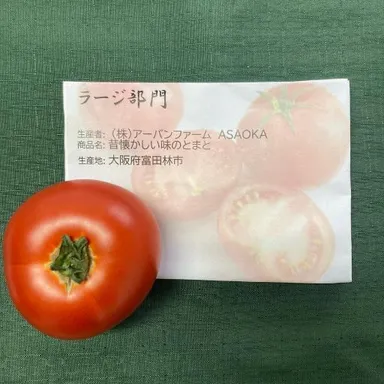 ラージ部門
生産者: (株)アーバンファーム ASAOKA
商品名: 昔懐かしい味のとまと
生産地: 大阪府富田林市